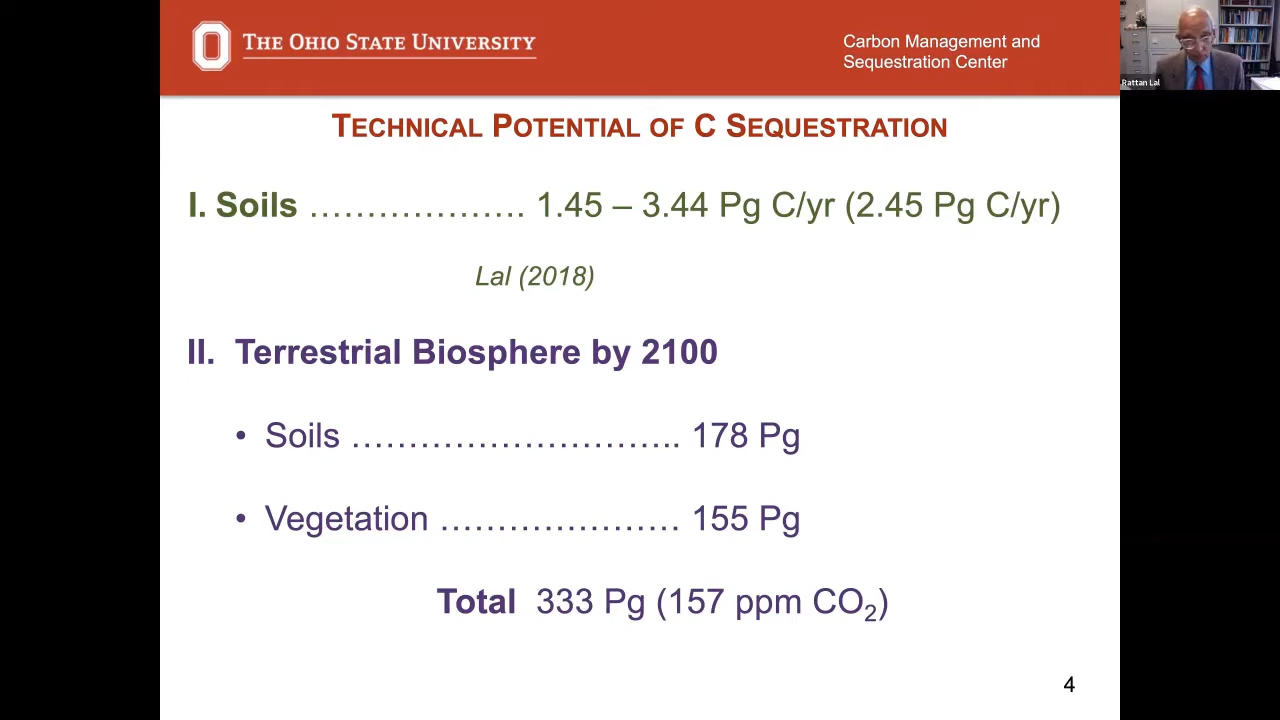 THE OHIO STATE UNIVERSITY
Carbon Management and
Sequestration Center
Rattan Lal
TECHNICAL POTENTIAL OF C SEQUESTRATION
I. Soils ………………. 1.45 – 3.44 Pg C/yr (2.45 Pg C/yr)
Lal (2018)
II. Terrestrial Biosphere by 2100
• Soils ……………………….. 178 Pg
• Vegetation ………………… 155 Pg
Total 333 Pg (157 ppm CO₂)
4